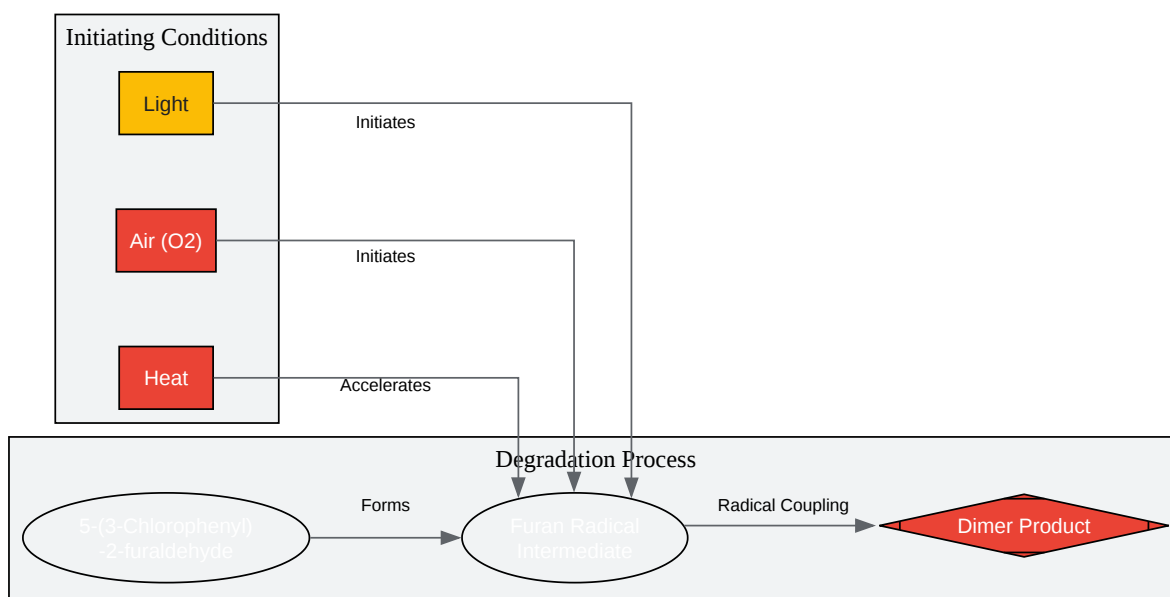 Initiating Conditions
Light
Initiates
Air (O2)
Initiates
Heat
Accelerates
Degradation Process
5-(3-Chlorophenyl)
-2-furaldehyde
Forms
Furan Radical
Intermediate
Radical Coupling
Dimer Product